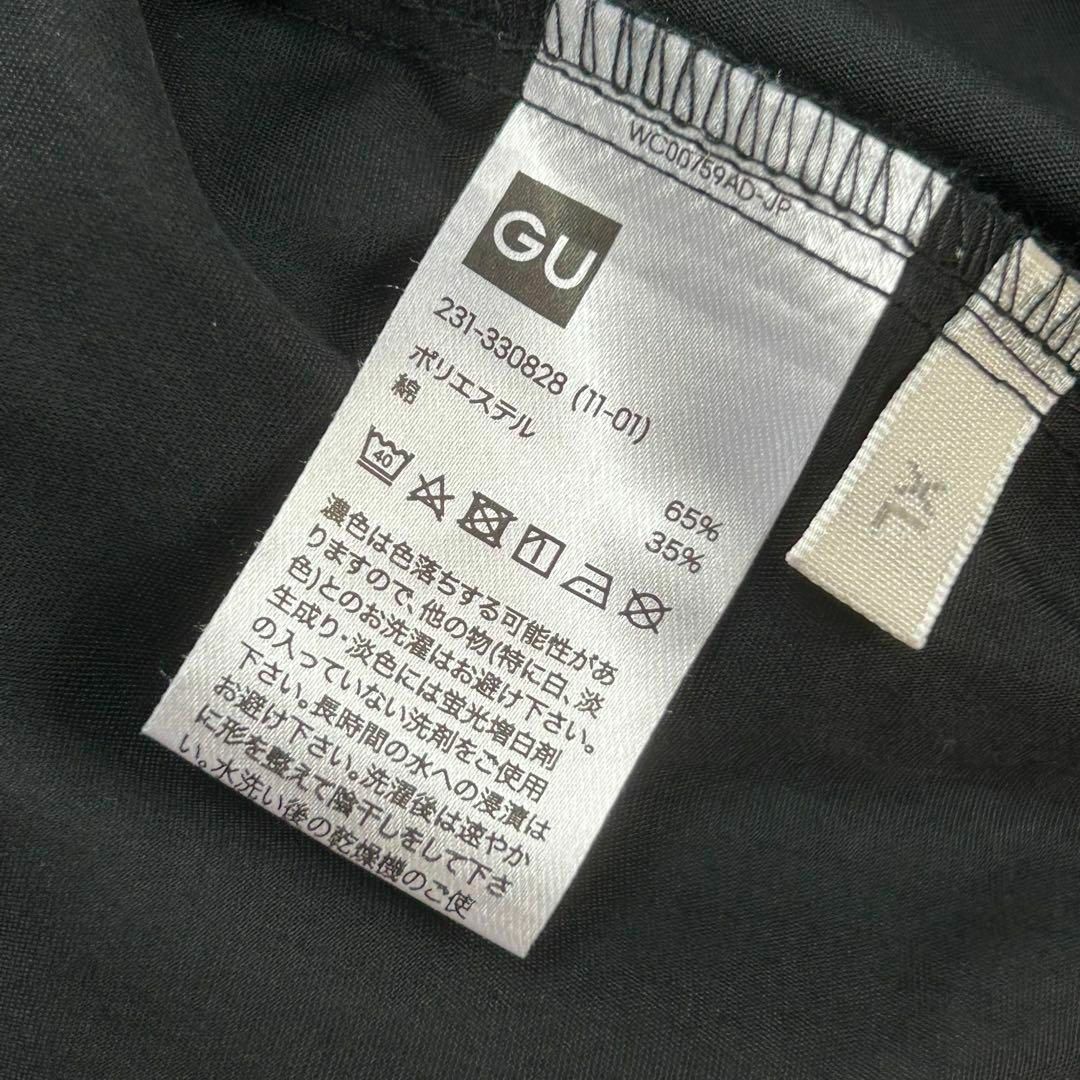 WC00759AD-JP
GU
231-330828 (11-01)
ポリエステル 65%
綿 35%
40
濃色は色落ちする可能性があ
りますので、他の物(特に白、淡
色)とのお洗濯はお避け下さい。
生成り・淡色には蛍光増白剤
の入っていない洗剤をご使用
下さい。長時間の水への浸漬は
お避け下さい。洗濯後は速やか
に形を整えて陰干しをして下さ
い。水洗い後の乾燥機のご使
XL